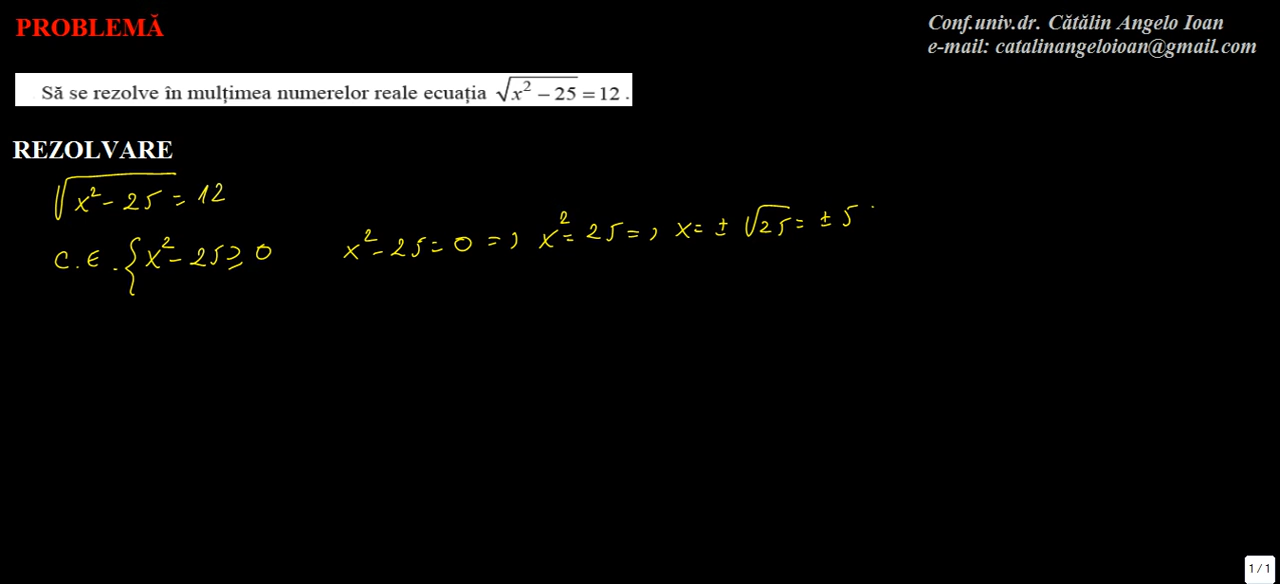 PROBLEMĂ
Conf.univ.dr. Cătălin Angelo Ioan
e-mail: catalinangeloioan@gmail.com
Să se rezolve în mulțimea numerelor reale ecuația √(x² − 25) = 12 .
REZOLVARE
√(x² - 25) = 12
C.E. { x² - 25 ≥ 0 x² - 25 = 0 => x² = 25 => x = ± √25 = ± 5
1 / 1